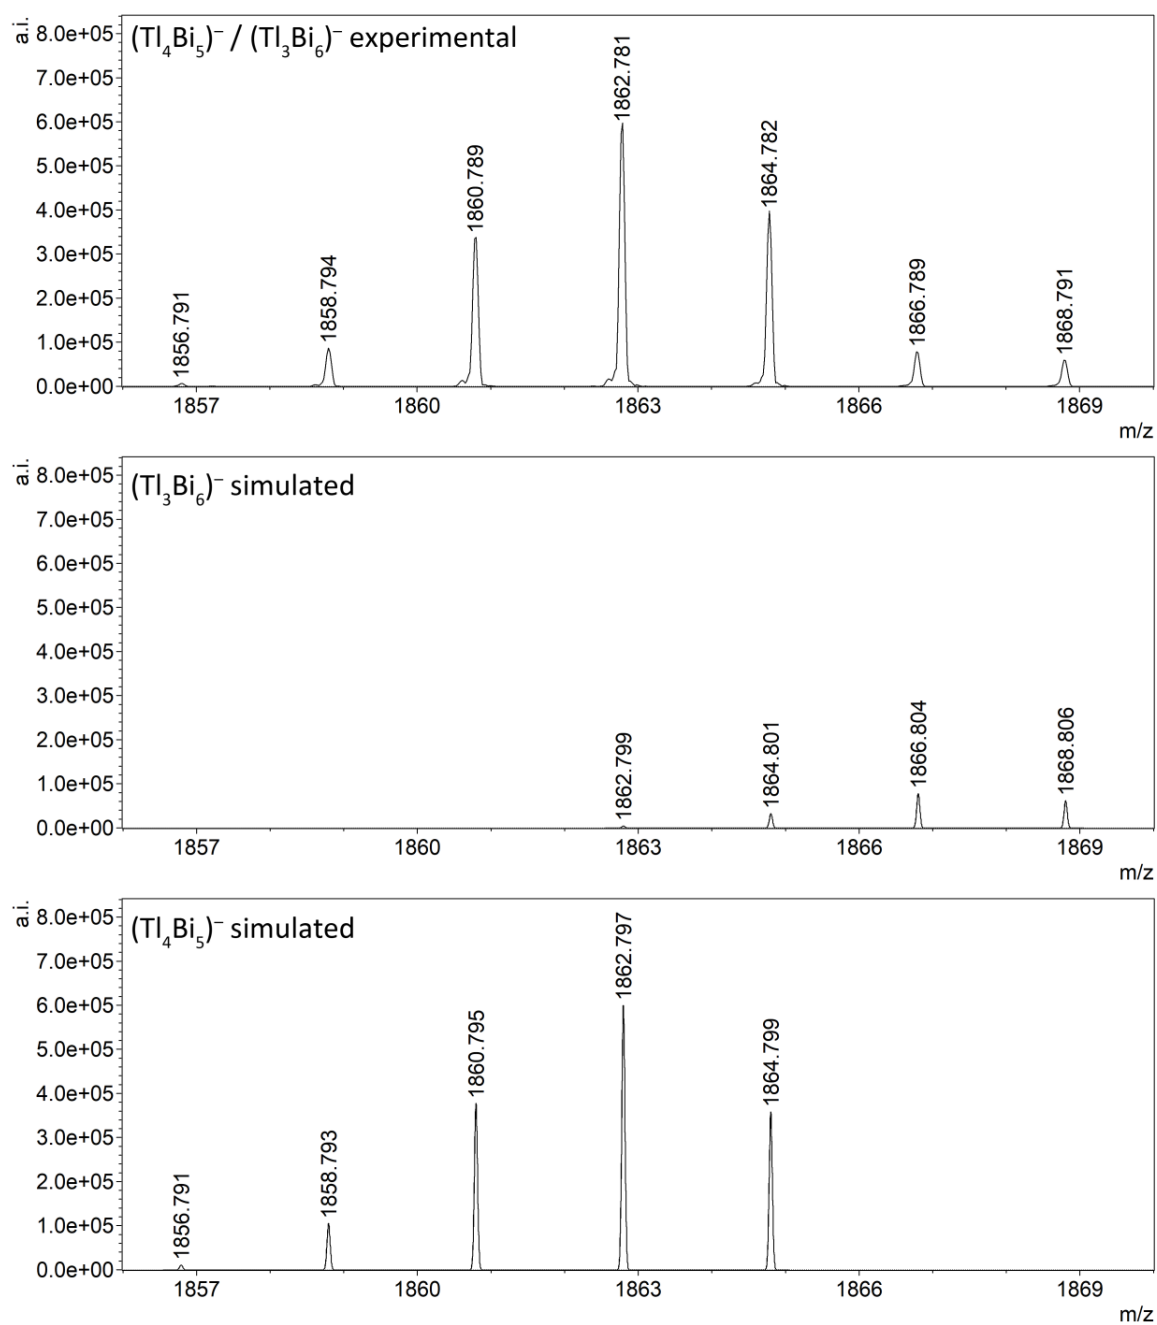 a.i.
(Tl₄Bi₅)⁻ / (Tl₃Bi₆)⁻ experimental
8.0e+05
7.0e+05
6.0e+05
5.0e+05
4.0e+05
3.0e+05
2.0e+05
1.0e+05
0.0e+00
1856.791
1858.794
1860.789
1862.781
1864.782
1866.789
1868.791
1857 1860 1863 1866 1869
m/z
a.i.
(Tl₃Bi₆)⁻ simulated
8.0e+05
7.0e+05
6.0e+05
5.0e+05
4.0e+05
3.0e+05
2.0e+05
1.0e+05
0.0e+00
1862.799
1864.801
1866.804
1868.806
1857 1860 1863 1866 1869
m/z
a.i.
(Tl₄Bi₅)⁻ simulated
8.0e+05
7.0e+05
6.0e+05
5.0e+05
4.0e+05
3.0e+05
2.0e+05
1.0e+05
0.0e+00
1856.791
1858.793
1860.795
1862.797
1864.799
1857 1860 1863 1866 1869
m/z